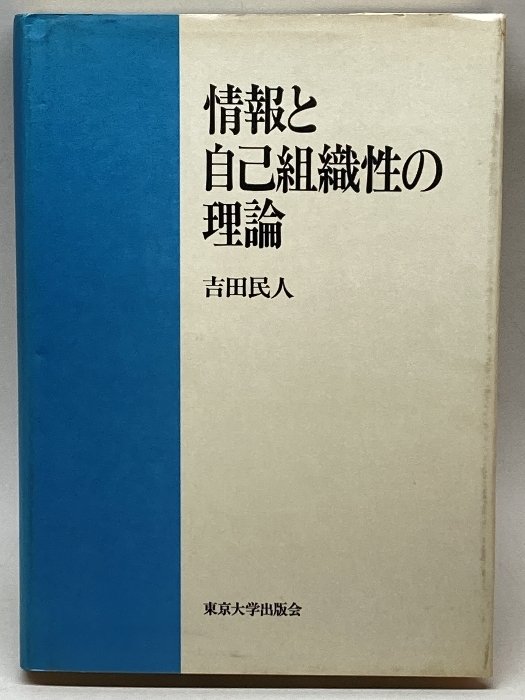 情報と
自己組織性の
理論
吉田民人
東京大学出版会